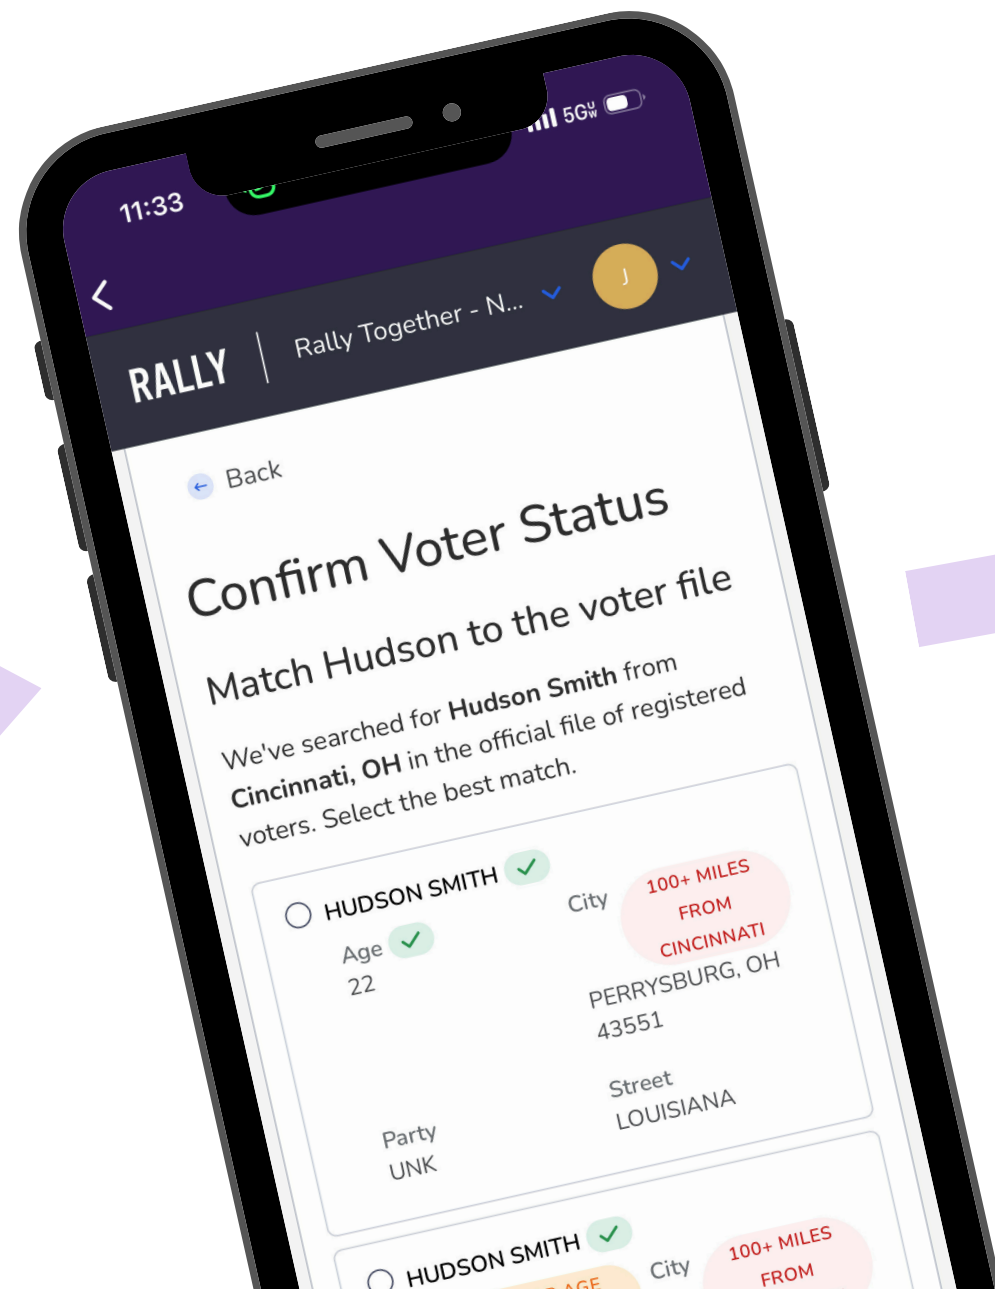 11:33
5G UW
RALLY
Rally Together - N...
J
Back
Confirm Voter Status
Match Hudson to the voter file
We've searched for Hudson Smith from
Cincinnati, OH in the official file of registered
voters. Select the best match.
HUDSON SMITH
Age
22
City
100+ MILES
FROM
CINCINNATI
PERRYSBURG, OH
43551
Party
UNK
Street
LOUISIANA
HUDSON SMITH
AGE
City
100+ MILES
FROM